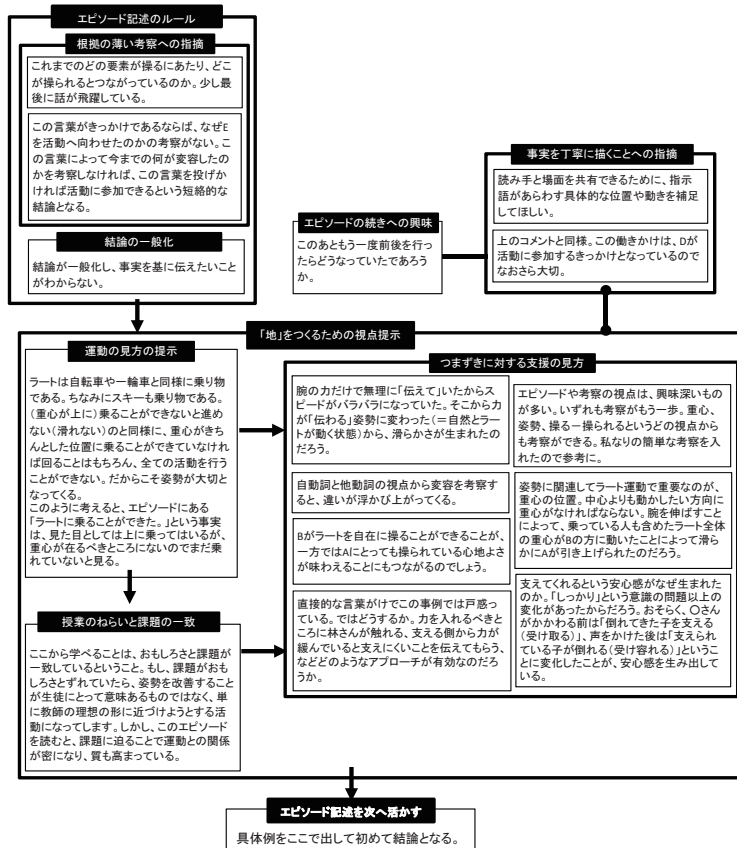 エピソード記述のルール
根拠の薄い考察への指摘
これまでのどの要素が操るにあたり、どこ
が操られるとつながっているのか。少し最
後に話が飛躍している。
この言葉がきっかけであるならば、なぜE
を活動へ向わせたのかの考察がない。こ
の言葉によって今までの何が変容したの
かを考察しなければ、この言葉を投げか
ければ活動に参加できるという短絡的な
結論となる。
結論の一般化
結論が一般化し、事実を基に伝えたいこと
がわからない。
エピソードの続きへの興味
このあともう一度前後を行っ
たらどうなっていたであろう
か。
事実を丁寧に描くことへの指摘
読み手と場面を共有できるために、指示
語があらわす具体的な位置や動きを補足
してほしい。
上のコメントと同様。この働きかけは、Dが
活動に参加するきっかけとなっているので
なおさら大切。
「地」をつくるための視点提示
運動の見方の提示
ラートは自転車や一輪車と同様に乗り物
である。ちなみにスキーも乗り物である。
(重心が上に)乗ることができないと進め
ない(滑れない)のと同様に、重心がきち
んとした位置に乗ることができていなけ
れば回ることはもちろん、全ての活動を行う
ことができない。だからこそ姿勢が大切と
なってくる。
このように考えると、エピソードにある
「ラートに乗ることができた。」という事実
は、見た目としては上に乗ってはいるが、
重心が在るべきところにないのでまだ乗
れていないと見る。
授業のねらいと課題の一致
ここから学べることは、おもしろさと課題が
一致しているということ。もし、課題がおも
しろさとずれていたら、姿勢を改善すること
が生徒にとって意味あるものではなく、単
に教師の理想の形に近づけようとする活
動になってします。しかし、このエピソード
を読むと、課題に迫ることで運動との関係
が密になり、質も高まっている。
つまずきに対する支援の見方
腕の力だけで無理に「伝えて」いたからス
ピードがバラバラになっていた。そこから力
が「伝わる」姿勢に変わった(=自然とラー
トが動く状態)から、滑らかさが生まれたの
だろう。
自動詞と他動詞の視点から変容を考察す
ると、違いが浮かび上がってくる。
Bがラートを自在に操ることができることが、
一方ではAにとっても操られている心地よさ
が味わえることにもつながるのでしょう。
直接的な言葉がけでこの事例では戸惑っ
ている。ではどうするか。力を入れるべきと
ころに林さんが触れる、支える側から力が
緩んでいると支えにくいことを伝えてもらう、
などどのようなアプローチが有効なのだろ
うか。
エピソードや考察の視点は、興味深いもの
が多い。いずれも考察がもう一歩。重心、
姿勢、操る－操られるというどの視点から
も考察ができる。私なりの簡単な考察を入
れたので参考に。
姿勢に関連してラート運動で重要なのが、
重心の位置。中心よりも動かしたい方向に
重心がなければならない。腕を伸ばすこと
によって、乗っている人も含めたラート全体
の重心がBの方に動いたことによって滑ら
かにAが引き上げられたのだろう。
支えてくれるという安心感がなぜ生まれた
のか。「しっかり」という意識の問題以上の
変化があったからだろう。おそらく、〇さん
がかかわる前は「倒れてきた子を支える
(受け取る)」、声をかけた後は「支えられ
ている子が倒れる(受け容れる)」というこ
とに変化したことが、安心感を生み出して
いる。
エピソード記述を次へ活かす
具体例をここで出して初めて結論となる。